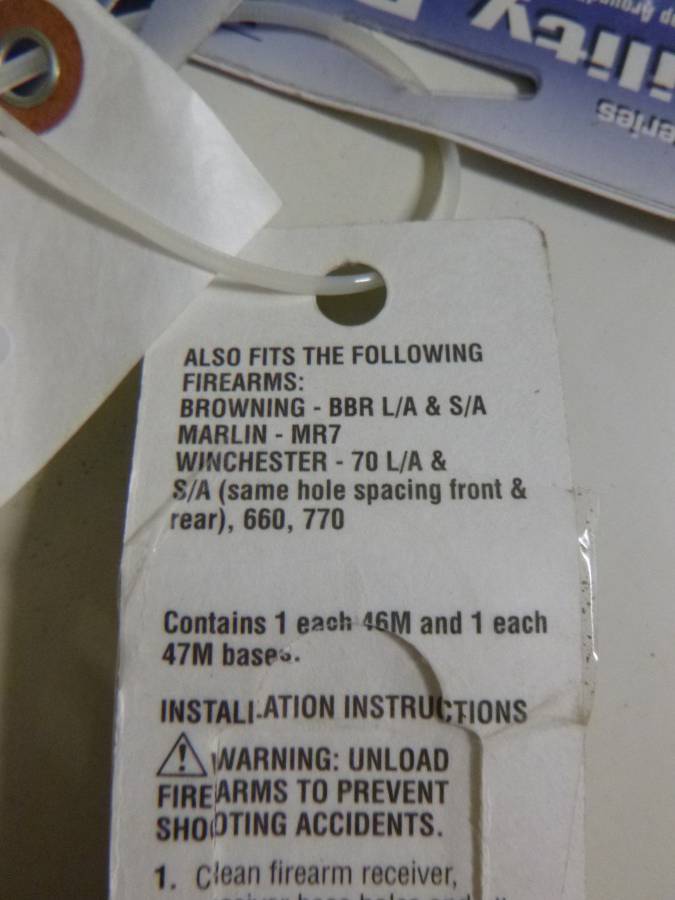 ility
eries
ALSO FITS THE FOLLOWING
FIREARMS:
BROWNING - BBR L/A & S/A
MARLIN - MR7
WINCHESTER - 70 L/A &
S/A (same hole spacing front &
rear), 660, 770
Contains 1 each 46M and 1 each
47M bases.
INSTALLATION INSTRUCTIONS
WARNING: UNLOAD
FIREARMS TO PREVENT
SHOOTING ACCIDENTS.
1. Clean firearm receiver,